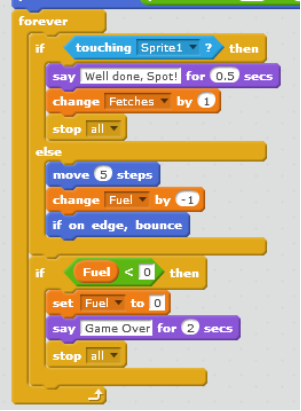 forever
if touching Sprite1 ? then
say Well done, Spot! for 0.5 secs
change Fetches by 1
stop all
else
move 5 steps
change Fuel by -1
if on edge, bounce
if Fuel < 0 then
set Fuel to 0
say Game Over for 2 secs
stop all